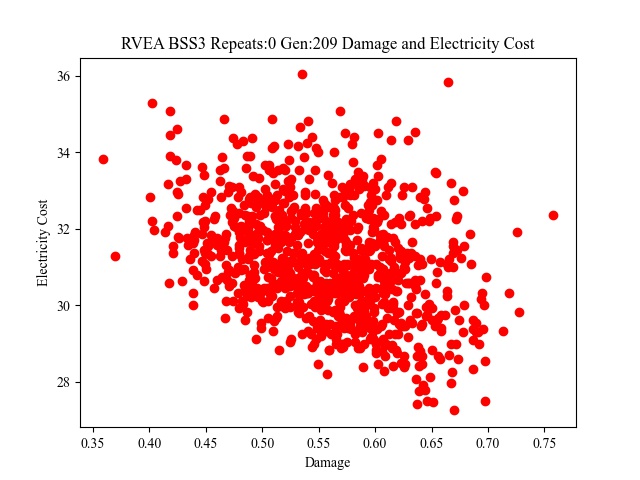 RVEA BSS3 Repeats:0 Gen:209 Damage and Electricity Cost
36
34
32
30
28
Electricity Cost
0.35 0.40 0.45 0.50 0.55 0.60 0.65 0.70 0.75
Damage